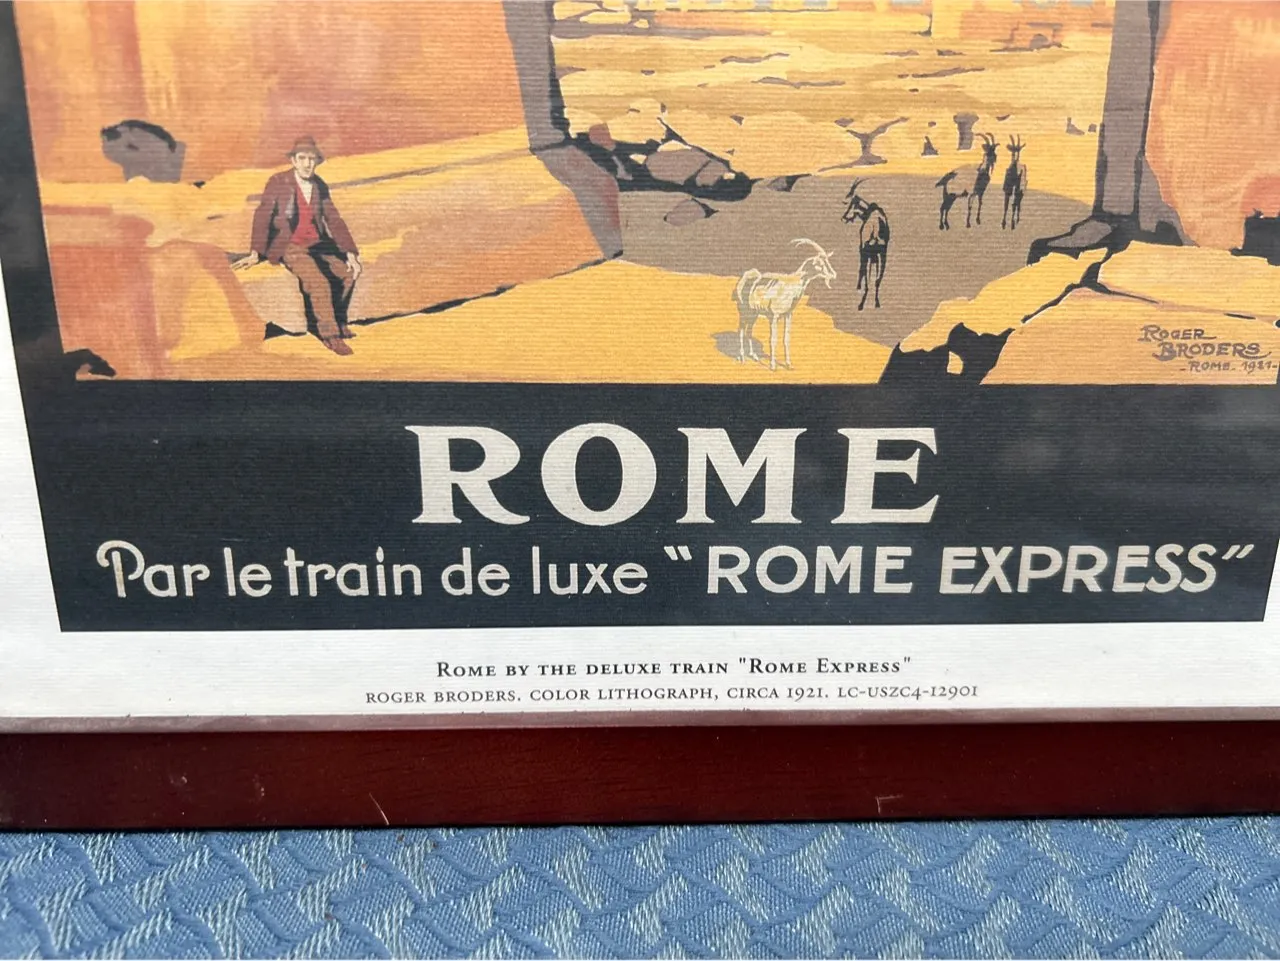 ROGER
BRODERS
-ROME. 1921-
ROME
Par le train de luxe "ROME EXPRESS"
ROME BY THE DELUXE TRAIN "ROME EXPRESS"
ROGER BRODERS. COLOR LITHOGRAPH, CIRCA 1921. LC-USZC4-12901